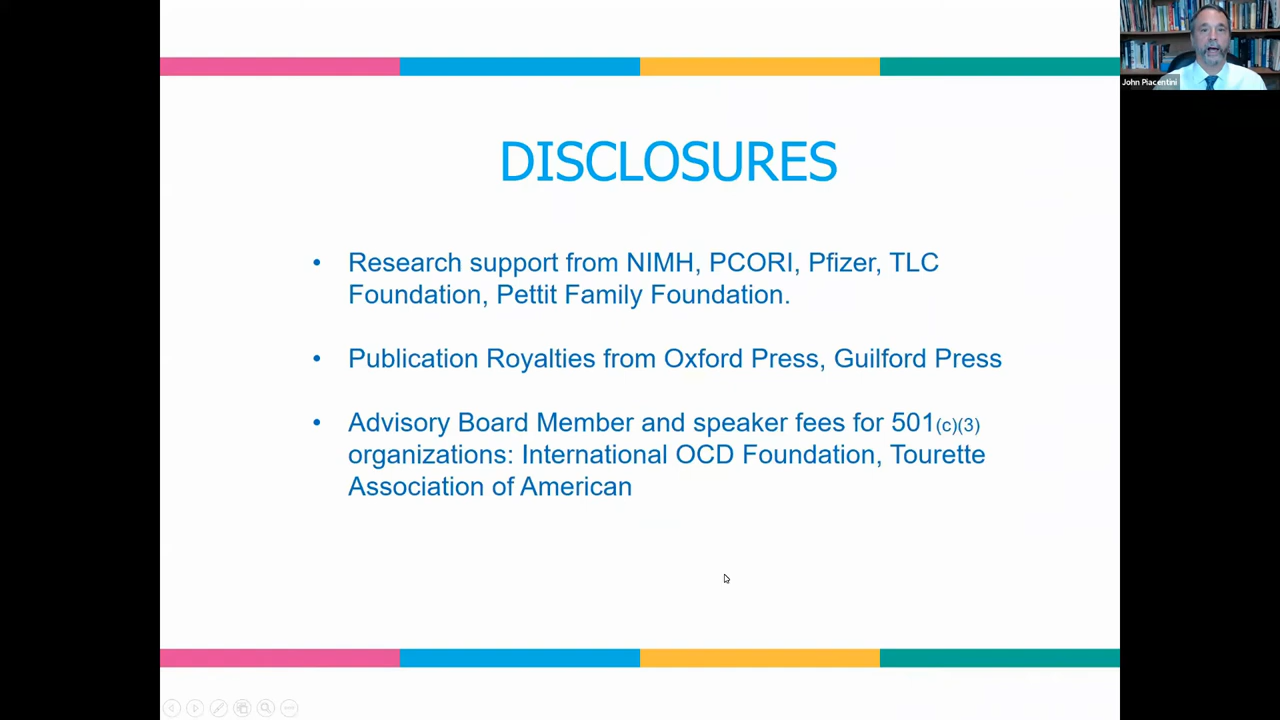 John Piacentini
DISCLOSURES
• Research support from NIMH, PCORI, Pfizer, TLC
Foundation, Pettit Family Foundation.
• Publication Royalties from Oxford Press, Guilford Press
• Advisory Board Member and speaker fees for 501(c)(3)
organizations: International OCD Foundation, Tourette
Association of American